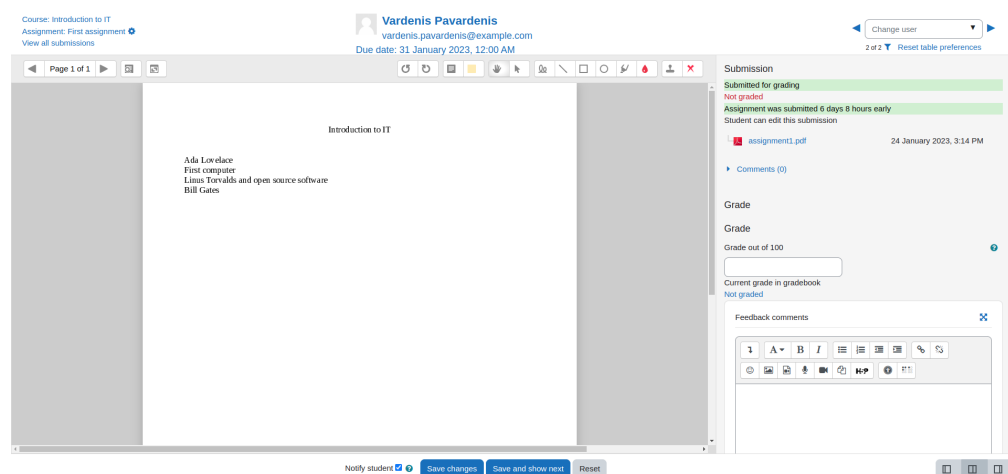 Course: Introduction to IT
Assignment: First assignment
View all submissions
Vardenis Pavardenis
vardenis.pavardenis@example.com
Due date: 31 January 2023, 12:00 AM
Change user
2 of 2 Reset table preferences
Page 1 of 1
Introduction to IT
Ada Lovelace
First computer
Linus Torvalds and open source software
Bill Gates
Submission
Submitted for grading
Not graded
Assignment was submitted 6 days 8 hours early
Student can edit this submission
assignment1.pdf 24 January 2023, 3:14 PM
Comments (0)
Grade
Grade
Grade out of 100
Current grade in gradebook
Not graded
Feedback comments
A B I
H-P
Notify student Save changes Save and show next Reset